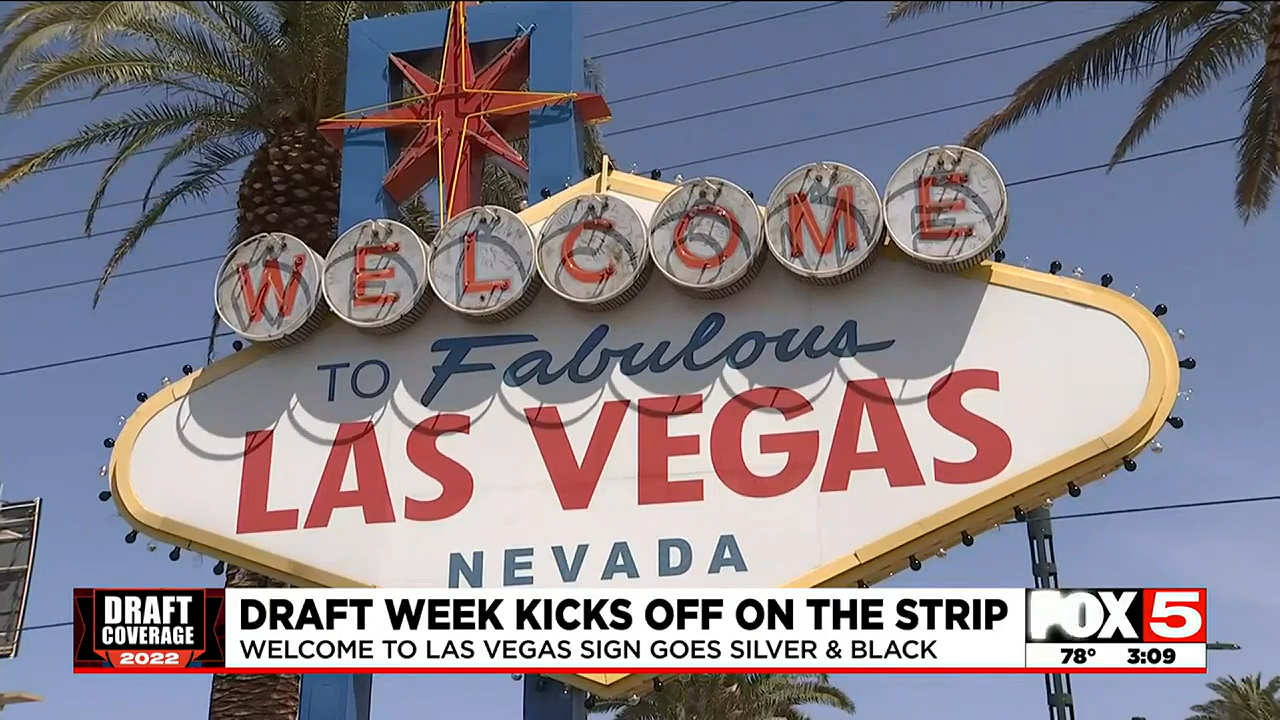 WELCOME
TO Fabulous
LAS VEGAS
NEVADA
DRAFT
COVERAGE
2022
DRAFT WEEK KICKS OFF ON THE STRIP
WELCOME TO LAS VEGAS SIGN GOES SILVER & BLACK
FOX 5
78° 3:09